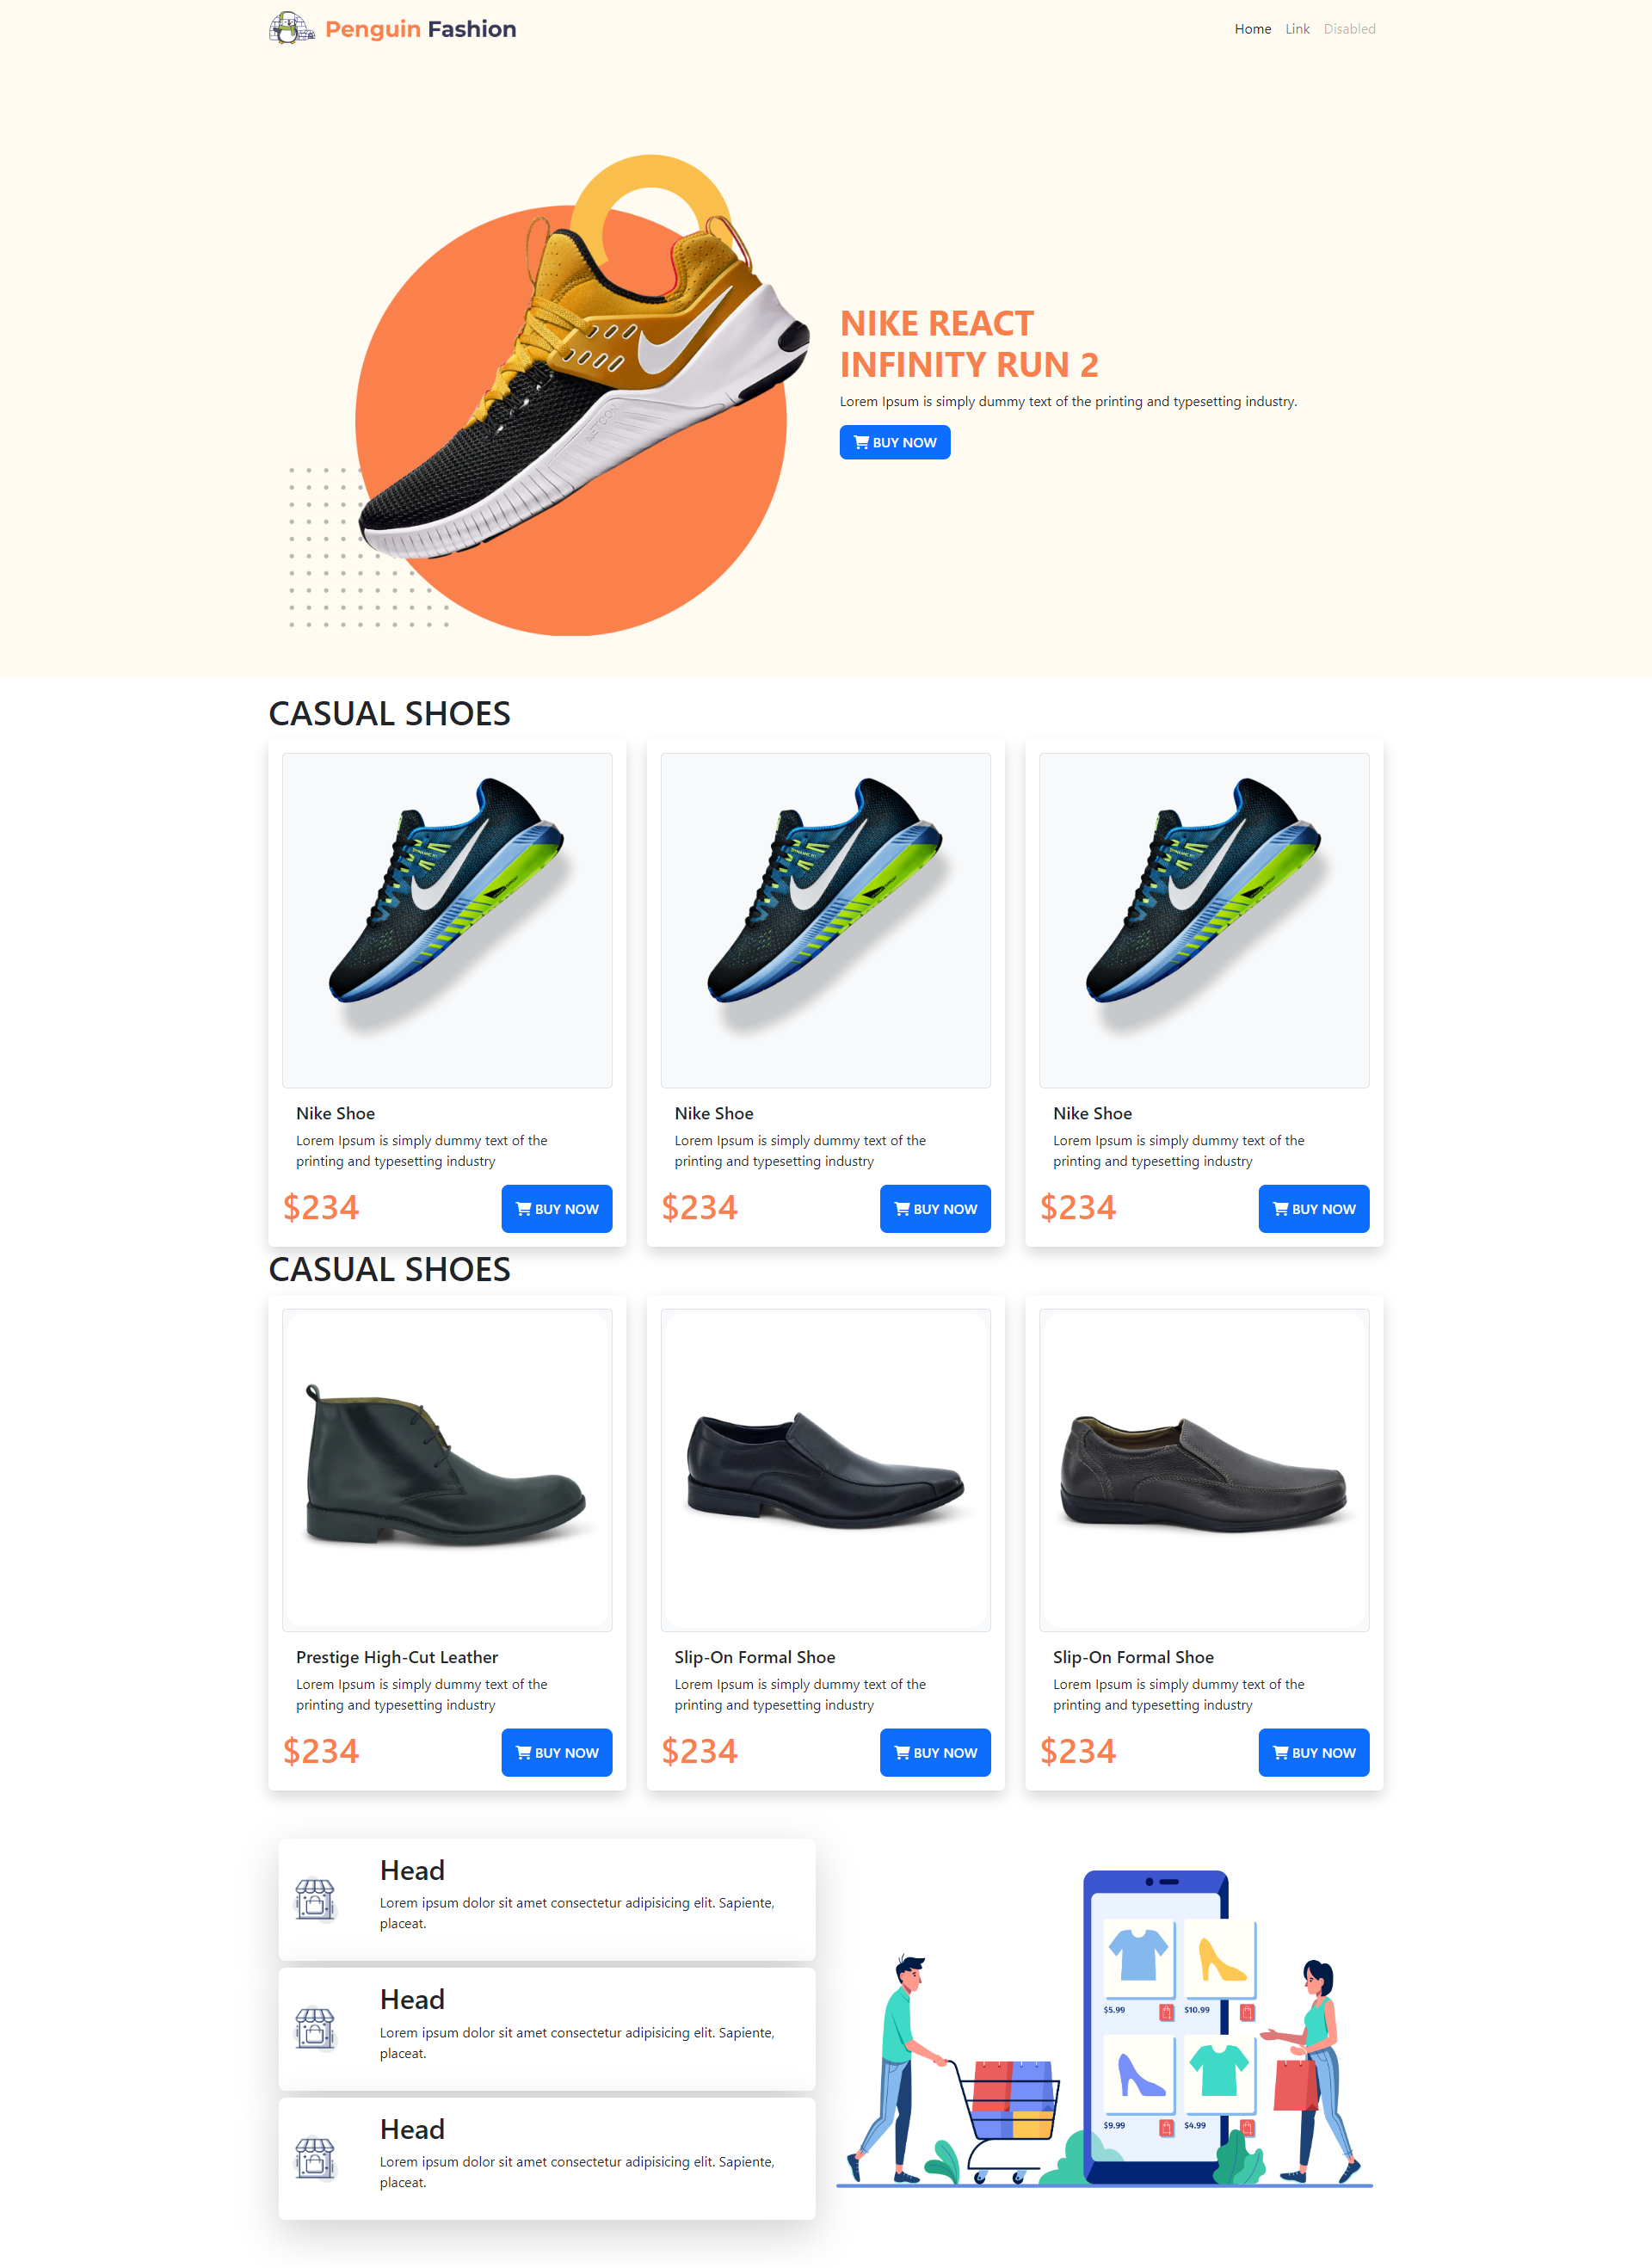 Penguin Fashion
Home Link Disabled
NIKE REACT
INFINITY RUN 2
Lorem Ipsum is simply dummy text of the printing and typesetting industry.
BUY NOW
CASUAL SHOES
Nike Shoe
Lorem Ipsum is simply dummy text of the
printing and typesetting industry
$234
BUY NOW
Nike Shoe
Lorem Ipsum is simply dummy text of the
printing and typesetting industry
$234
BUY NOW
Nike Shoe
Lorem Ipsum is simply dummy text of the
printing and typesetting industry
$234
BUY NOW
CASUAL SHOES
Prestige High-Cut Leather
Lorem Ipsum is simply dummy text of the
printing and typesetting industry
$234
BUY NOW
Slip-On Formal Shoe
Lorem Ipsum is simply dummy text of the
printing and typesetting industry
$234
BUY NOW
Slip-On Formal Shoe
Lorem Ipsum is simply dummy text of the
printing and typesetting industry
$234
BUY NOW
Head
Lorem ipsum dolor sit amet consectetur adipisicing elit. Sapiente,
placeat.
Head
Lorem ipsum dolor sit amet consectetur adipisicing elit. Sapiente,
placeat.
Head
Lorem ipsum dolor sit amet consectetur adipisicing elit. Sapiente,
placeat.
$5.99
$10.99
$9.99
$4.99